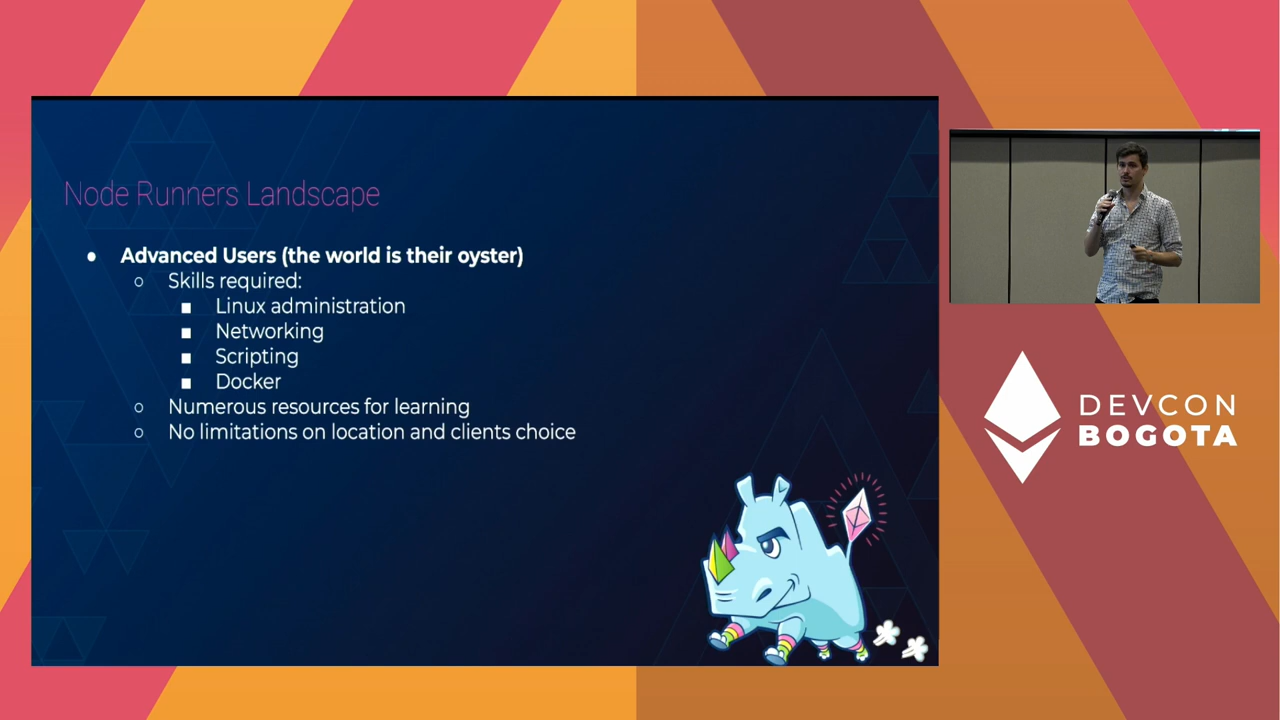 Node Runners Landscape
● Advanced Users (the world is their oyster)
○ Skills required:
■ Linux administration
■ Networking
■ Scripting
■ Docker
○ Numerous resources for learning
○ No limitations on location and clients choice
DEVCON
BOGOTA